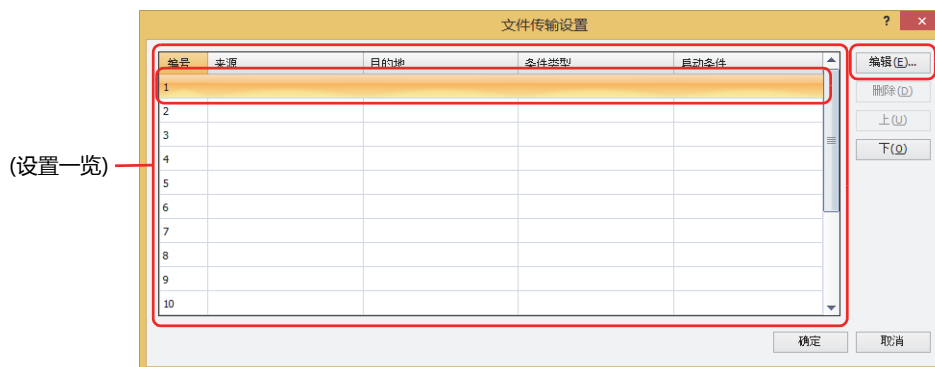 文件传输设置
? ×
编号 来源 目的地 条件类型 启动条件
编辑(E)...
1
删除(D)
2
上(U)
3
下(O)
4
(设置一览)
5
6
7
8
9
10
确定 取消